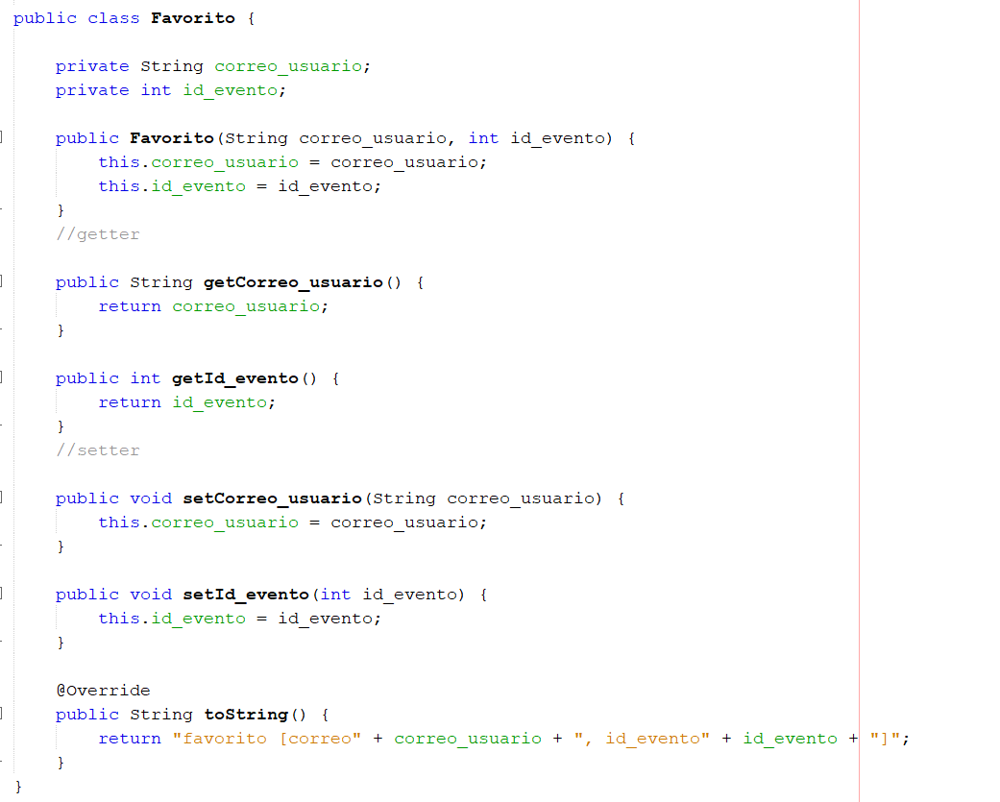 public class Favorito {
private String correo_usuario;
private int id_evento;
public Favorito(String correo_usuario, int id_evento) {
this.correo_usuario = correo_usuario;
this.id_evento = id_evento;
}
//getter
public String getCorreo_usuario() {
return correo_usuario;
}
public int getId_evento() {
return id_evento;
}
//setter
public void setCorreo_usuario(String correo_usuario) {
this.correo_usuario = correo_usuario;
}
public void setId_evento(int id_evento) {
this.id_evento = id_evento;
}
@Override
public String toString() {
return "favorito [correo" + correo_usuario + ", id_evento" + id_evento + "]";
}
}